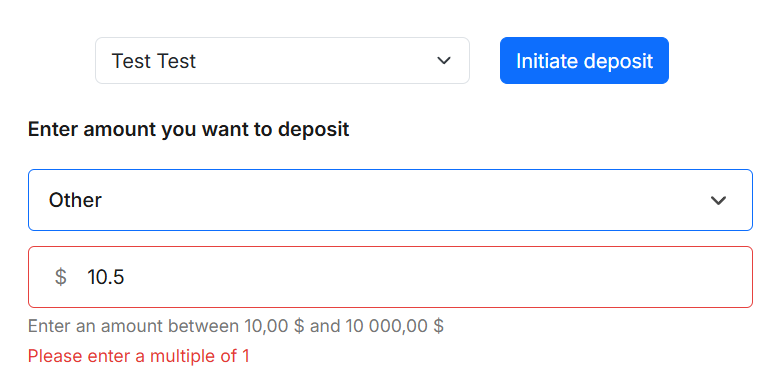 Test Test
Initiate deposit
Enter amount you want to deposit
Other
$ 10.5
Enter an amount between 10,00 $ and 10 000,00 $
Please enter a multiple of 1